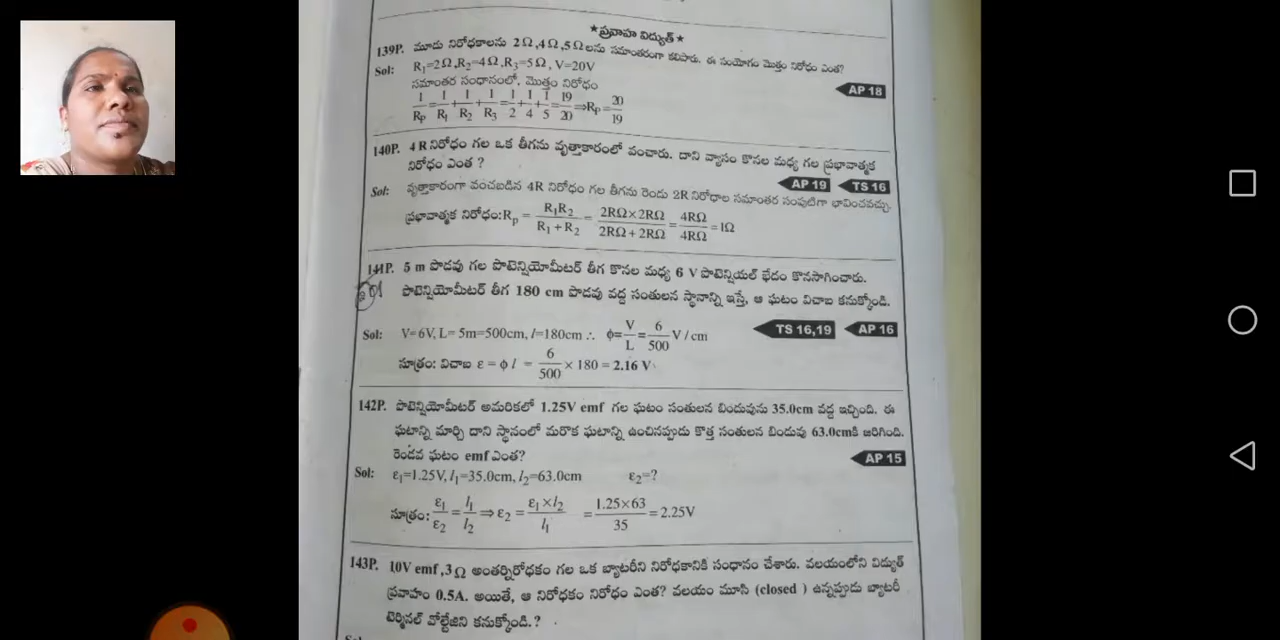 ★ప్రవాహ విద్యుత్★
139P. మూడు నిరోధకాలను 2Ω,4Ω,5Ωలను సమాంతరంగా కలిపారు. ఈ సంయోగం మొత్తం నిరోధం ఎంత?
Sol: R₁=2Ω,R₂=4Ω,R₃=5Ω, V=20V
AP 18
సమాంతర సంధానంలో, మొత్తం నిరోధం
1/Rₚ = 1/R₁ + 1/R₂ + 1/R₃ = 1/2 + 1/4 + 1/5 = 19/20 ⇒ Rₚ = 20/19
140P. 4 R నిరోధం గల ఒక తీగను వృత్తాకారంలో వంచారు. దాని వ్యాసం కొనల మధ్య గల ప్రభావాత్మక
నిరోధం ఎంత ?
AP 19 TS 16
Sol: వృత్తాకారంగా వంచబడిన 4R నిరోధం గల తీగను రెండు 2R నిరోధాల సమాంతర సంపుటిగా భావించవచ్చు.
ప్రభావాత్మక నిరోధం: Rₚ = R₁R₂/(R₁+R₂) = (2RΩ×2RΩ)/(2RΩ+2RΩ) = 4RΩ/4RΩ = 1Ω
141P. 5 m పొడవు గల పొటెన్షియోమీటర్ తీగ కొనల మధ్య 6 V పొటెన్షియల్ భేదం కొనసాగించారు.
పొటెన్షియోమీటర్ తీగ 180 cm పొడవు వద్ద సంతులన స్థానాన్ని ఇస్తే, ఆ ఘటం విచాబ కనుక్కోండి.
TS 16,19 AP 16
Sol: V=6V, L= 5m=500cm, l=180cm ∴ ϕ= V/L = 6/500 V / cm
సూత్రం: విచాబ ε = ϕ l = 6/500 × 180 = 2.16 V
142P. పొటెన్షియోమీటర్ అమరికలో 1.25V emf గల ఘటం సంతులన బిందువును 35.0cm వద్ద ఇచ్చింది. ఈ
ఘటాన్ని మార్చి దాని స్థానంలో మరొక ఘటాన్ని ఉంచినప్పుడు కొత్త సంతులన బిందువు 63.0cmకి జరిగింది.
రెండవ ఘటం emf ఎంత?
AP 15
Sol: ε₁=1.25V, l₁=35.0cm, l₂=63.0cm ε₂=?
సూత్రం: ε₁/ε₂ = l₁/l₂ ⇒ ε₂ = (ε₁×l₂)/l₁ = (1.25×63)/35 = 2.25V
143P. 10V emf ,3 Ω అంతర్నిరోధకం గల ఒక బ్యాటరీని నిరోధకానికి సంధానం చేశారు. వలయంలోని విద్యుత్
ప్రవాహం 0.5A. అయితే, ఆ నిరోధకం నిరోధం ఎంత? వలయం మూసి (closed ) ఉన్నప్పుడు బ్యాటరీ
టెర్మినల్ వోల్టేజిని కనుక్కోండి.?